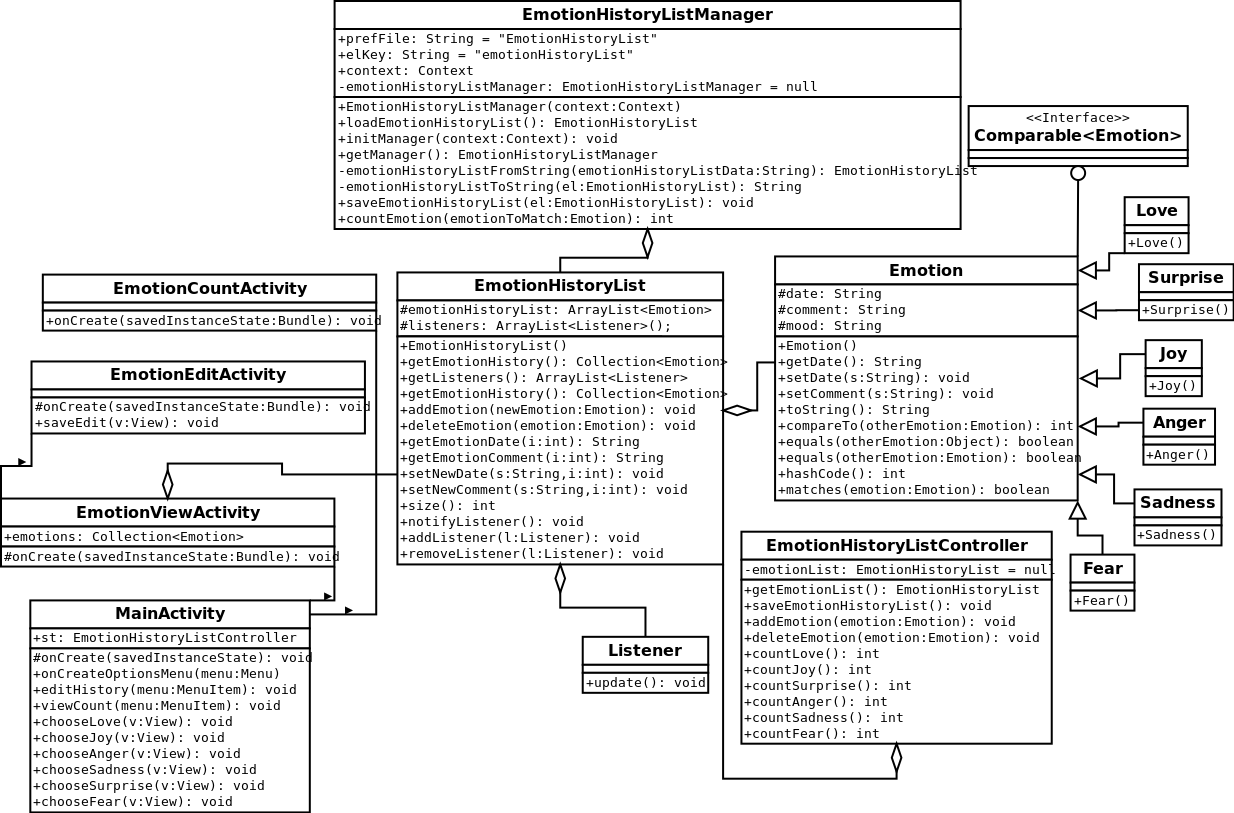 EmotionHistoryListManager
+prefFile: String = "EmotionHistoryList"
+elKey: String = "emotionHistoryList"
+context: Context
-emotionHistoryListManager: EmotionHistoryListManager = null
+EmotionHistoryListManager(context:Context)
+loadEmotionHistoryList(): EmotionHistoryList
+initManager(context:Context): void
+getManager(): EmotionHistoryListManager
-emotionHistoryListFromString(emotionHistoryListData:String): EmotionHistoryList
-emotionHistoryListToString(el:EmotionHistoryList): String
+saveEmotionHistoryList(el:EmotionHistoryList): void
+countEmotion(emotionToMatch:Emotion): int
<<Interface>>
Comparable<Emotion>
Love
+Love()
Surprise
+Surprise()
Joy
+Joy()
Anger
+Anger()
Sadness
+Sadness()
Fear
+Fear()
Emotion
#date: String
#comment: String
#mood: String
+Emotion()
+getDate(): String
+setDate(s:String): void
+setComment(s:String): void
+toString(): String
+compareTo(otherEmotion:Emotion): int
+equals(otherEmotion:Object): boolean
+equals(otherEmotion:Emotion): boolean
+hashCode(): int
+matches(emotion:Emotion): boolean
EmotionHistoryList
#emotionHistoryList: ArrayList<Emotion>
#listeners: ArrayList<Listener>();
+EmotionHistoryList()
+getEmotionHistory(): Collection<Emotion>
+getListeners(): ArrayList<Listener>
+getEmotionHistory(): Collection<Emotion>
+addEmotion(newEmotion:Emotion): void
+deleteEmotion(emotion:Emotion): void
+getEmotionDate(i:int): String
+getEmotionComment(i:int): String
+setNewDate(s:String,i:int): void
+setNewComment(s:String,i:int): void
+size(): int
+notifyListener(): void
+addListener(l:Listener): void
+removeListener(l:Listener): void
EmotionCountActivity
+onCreate(savedInstanceState:Bundle): void
EmotionEditActivity
#onCreate(savedInstanceState:Bundle): void
+saveEdit(v:View): void
EmotionViewActivity
+emotions: Collection<Emotion>
#onCreate(savedInstanceState:Bundle): void
MainActivity
+st: EmotionHistoryListController
#onCreate(savedInstanceState): void
+onCreateOptionsMenu(menu:Menu)
+editHistory(menu:MenuItem): void
+viewCount(menu:MenuItem): void
+chooseLove(v:View): void
+chooseJoy(v:View): void
+chooseAnger(v:View): void
+chooseSadness(v:View): void
+chooseSurprise(v:View): void
+chooseFear(v:View): void
Listener
+update(): void
EmotionHistoryListController
-emotionList: EmotionHistoryList = null
+getEmotionList(): EmotionHistoryList
+saveEmotionHistoryList(): void
+addEmotion(emotion:Emotion): void
+deleteEmotion(emotion:Emotion): void
+countLove(): int
+countJoy(): int
+countSurprise(): int
+countAnger(): int
+countSadness(): int
+countFear(): int